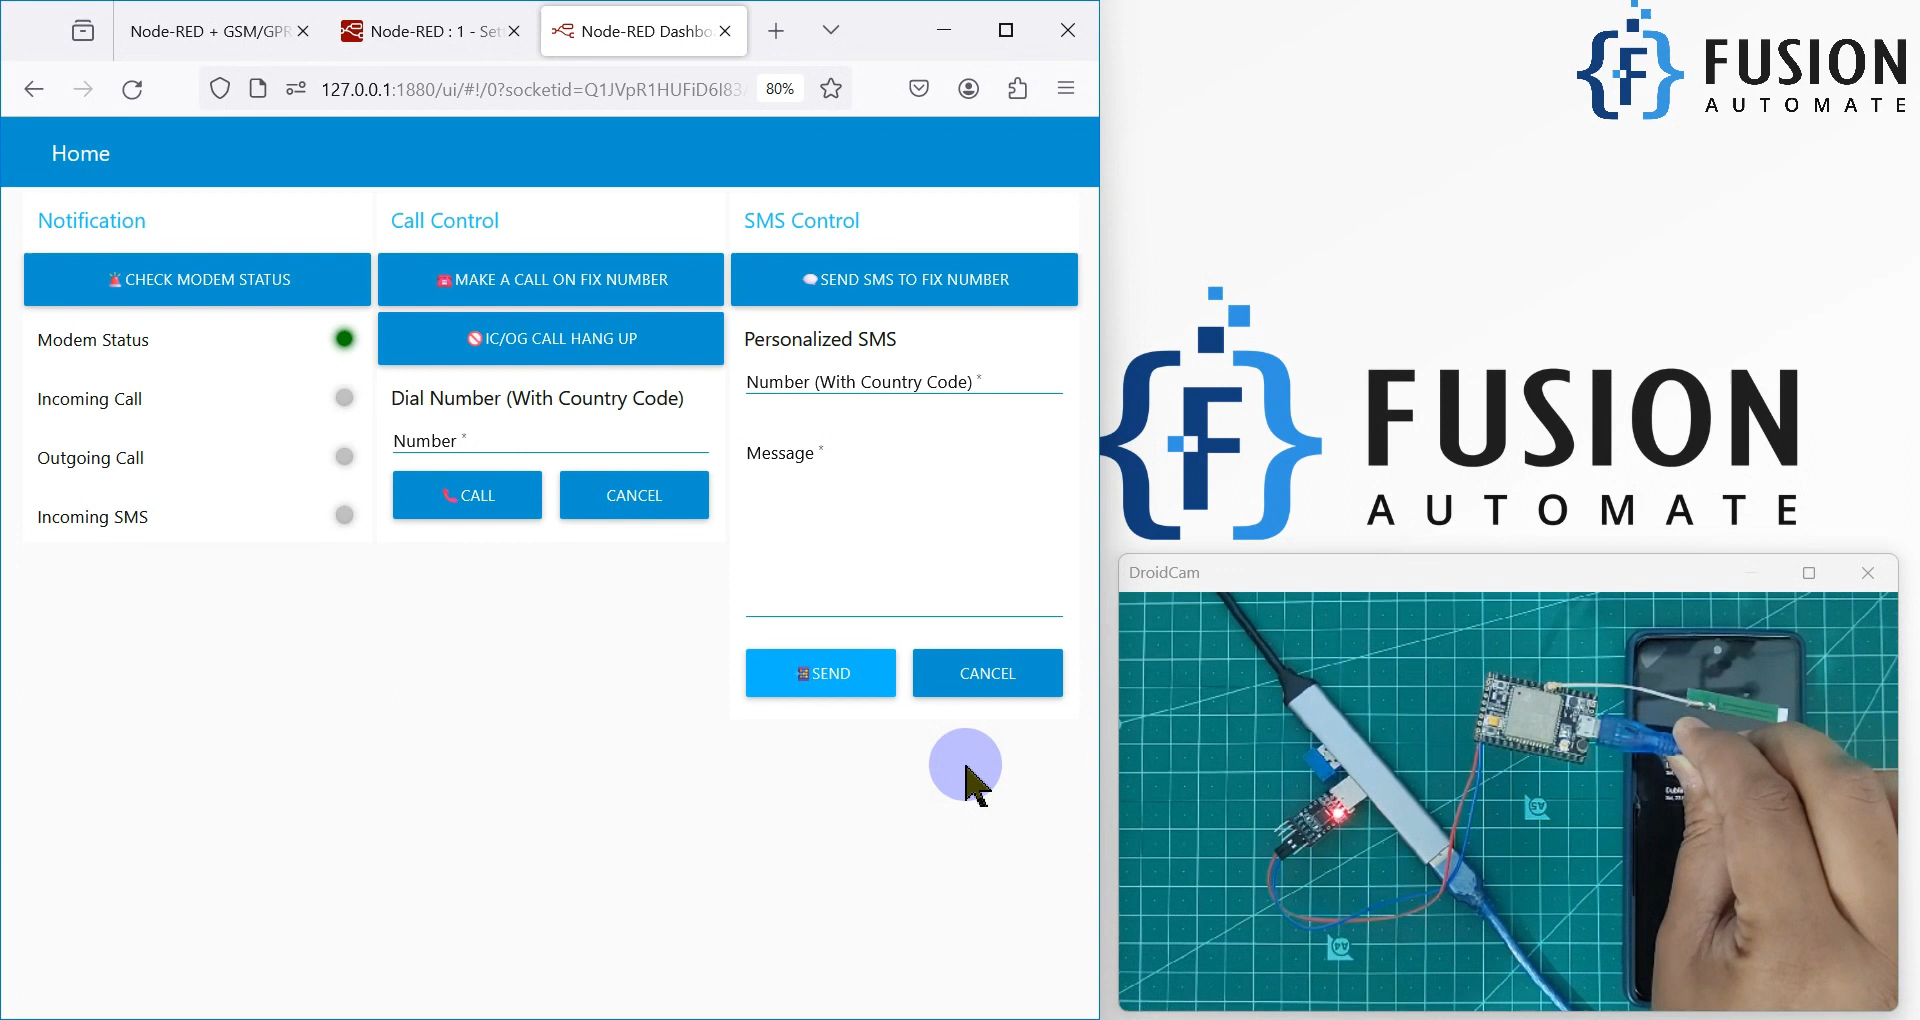 Node-RED + GSM/GPR
Node-RED : 1 - Set
Node-RED Dashbo
127.0.0.1:1880/ui/#!/0?socketid=Q1JVpR1HUFiD6I83
80%
Home
Notification
CHECK MODEM STATUS
Modem Status
Incoming Call
Outgoing Call
Incoming SMS
Call Control
MAKE A CALL ON FIX NUMBER
IC/OG CALL HANG UP
Dial Number (With Country Code)
Number *
CALL
CANCEL
SMS Control
SEND SMS TO FIX NUMBER
Personalized SMS
Number (With Country Code) *
Message *
SEND
CANCEL
F FUSION
AUTOMATE
F FUSION
AUTOMATE
DroidCam
A5
A4